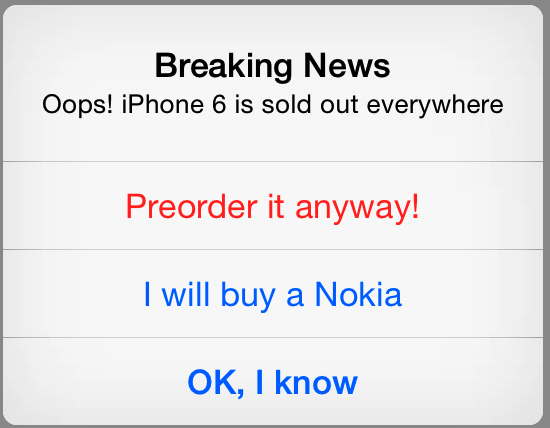 Breaking News
Oops! iPhone 6 is sold out everywhere
Preorder it anyway!
I will buy a Nokia
OK, I know